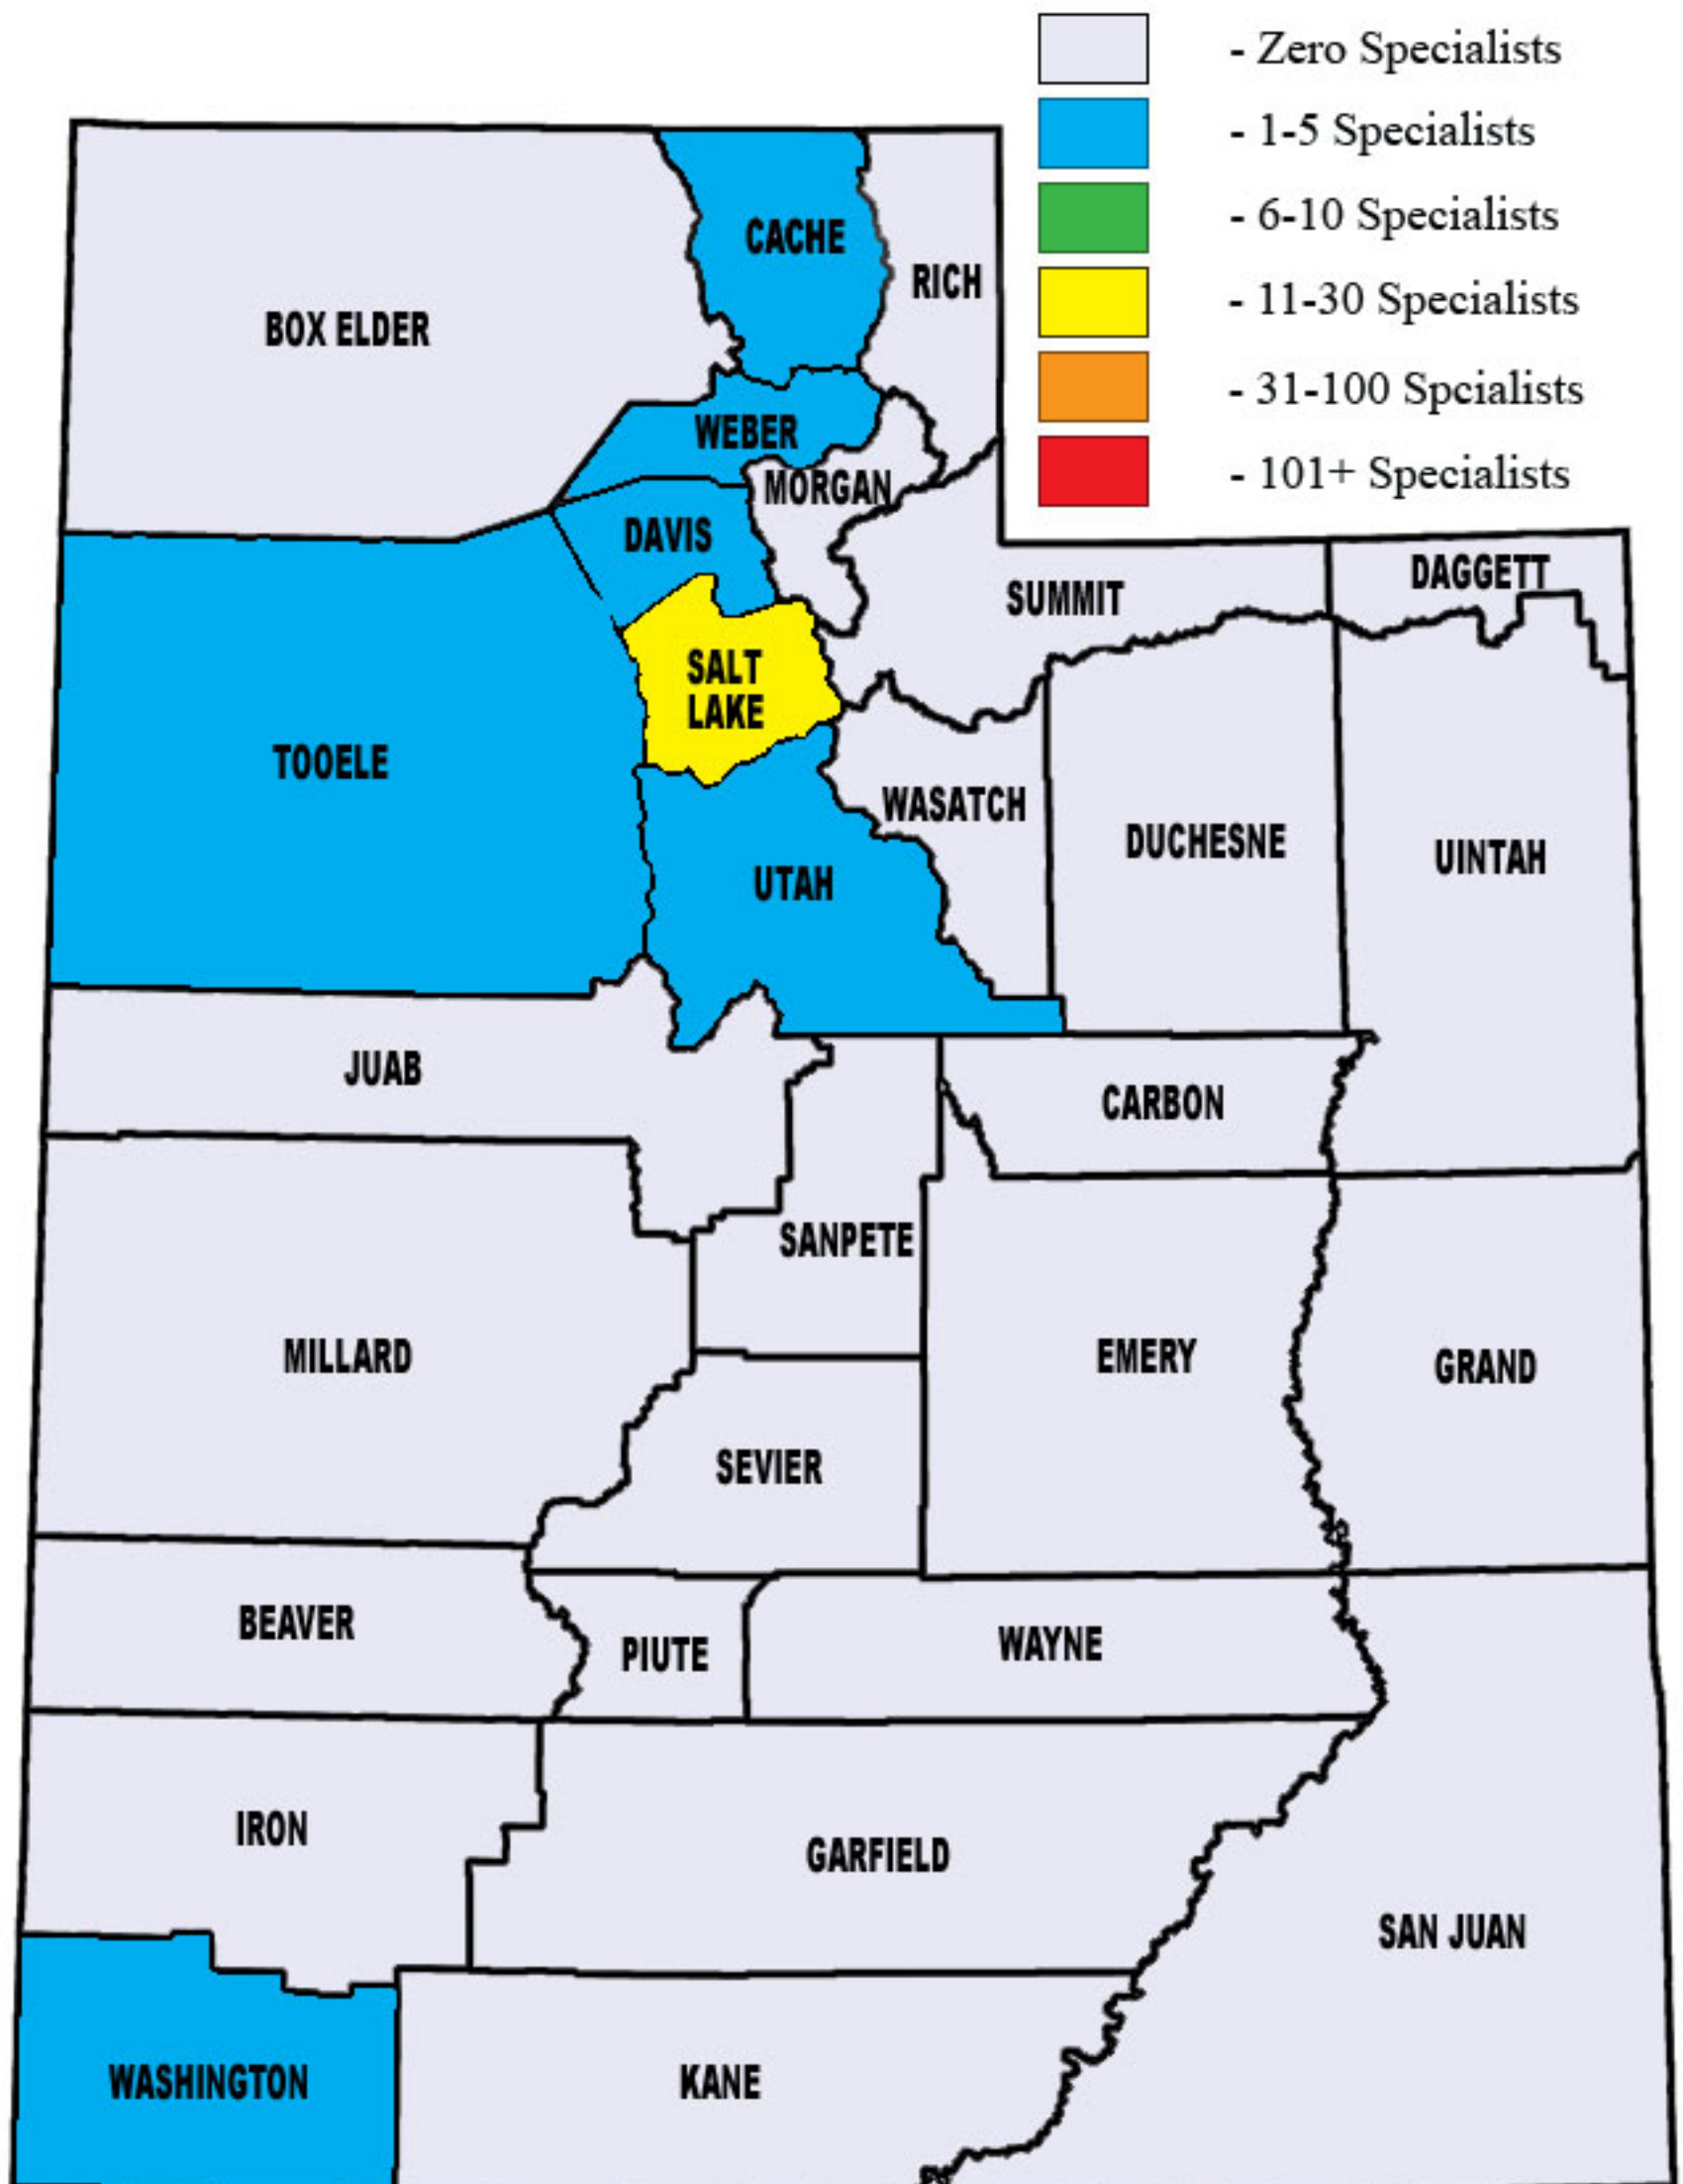 - Zero Specialists
- 1-5 Specialists
- 6-10 Specialists
- 11-30 Specialists
- 31-100 Spcialists
- 101+ Specialists
CACHE
RICH
BOX ELDER
WEBER
MORGAN
DAVIS
DAGGETT
SUMMIT
SALT
LAKE
TOOELE
WASATCH
DUCHESNE
UINTAH
UTAH
JUAB
CARBON
SANPETE
MILLARD
EMERY
GRAND
SEVIER
BEAVER
PIUTE
WAYNE
IRON
GARFIELD
SAN JUAN
WASHINGTON
KANE